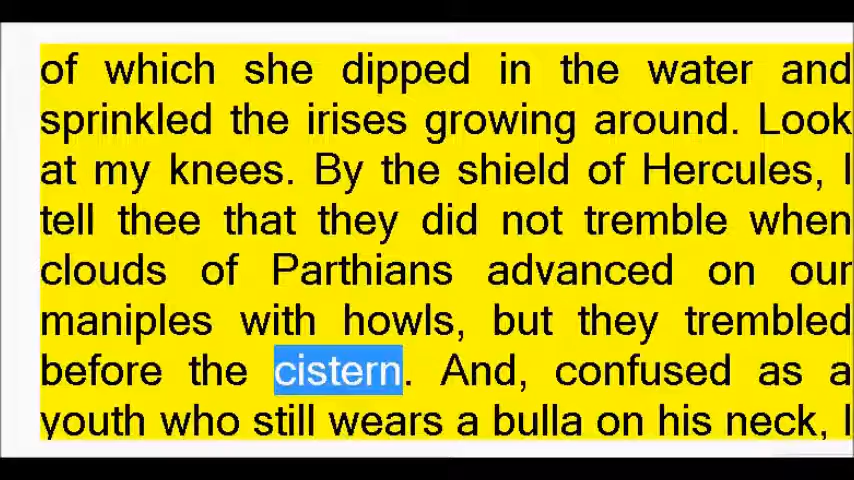 of which she dipped in the water and
sprinkled the irises growing around. Look
at my knees. By the shield of Hercules, I
tell thee that they did not tremble when
clouds of Parthians advanced on our
maniples with howls, but they trembled
before the cistern. And, confused as a
youth who still wears a bulla on his neck, I